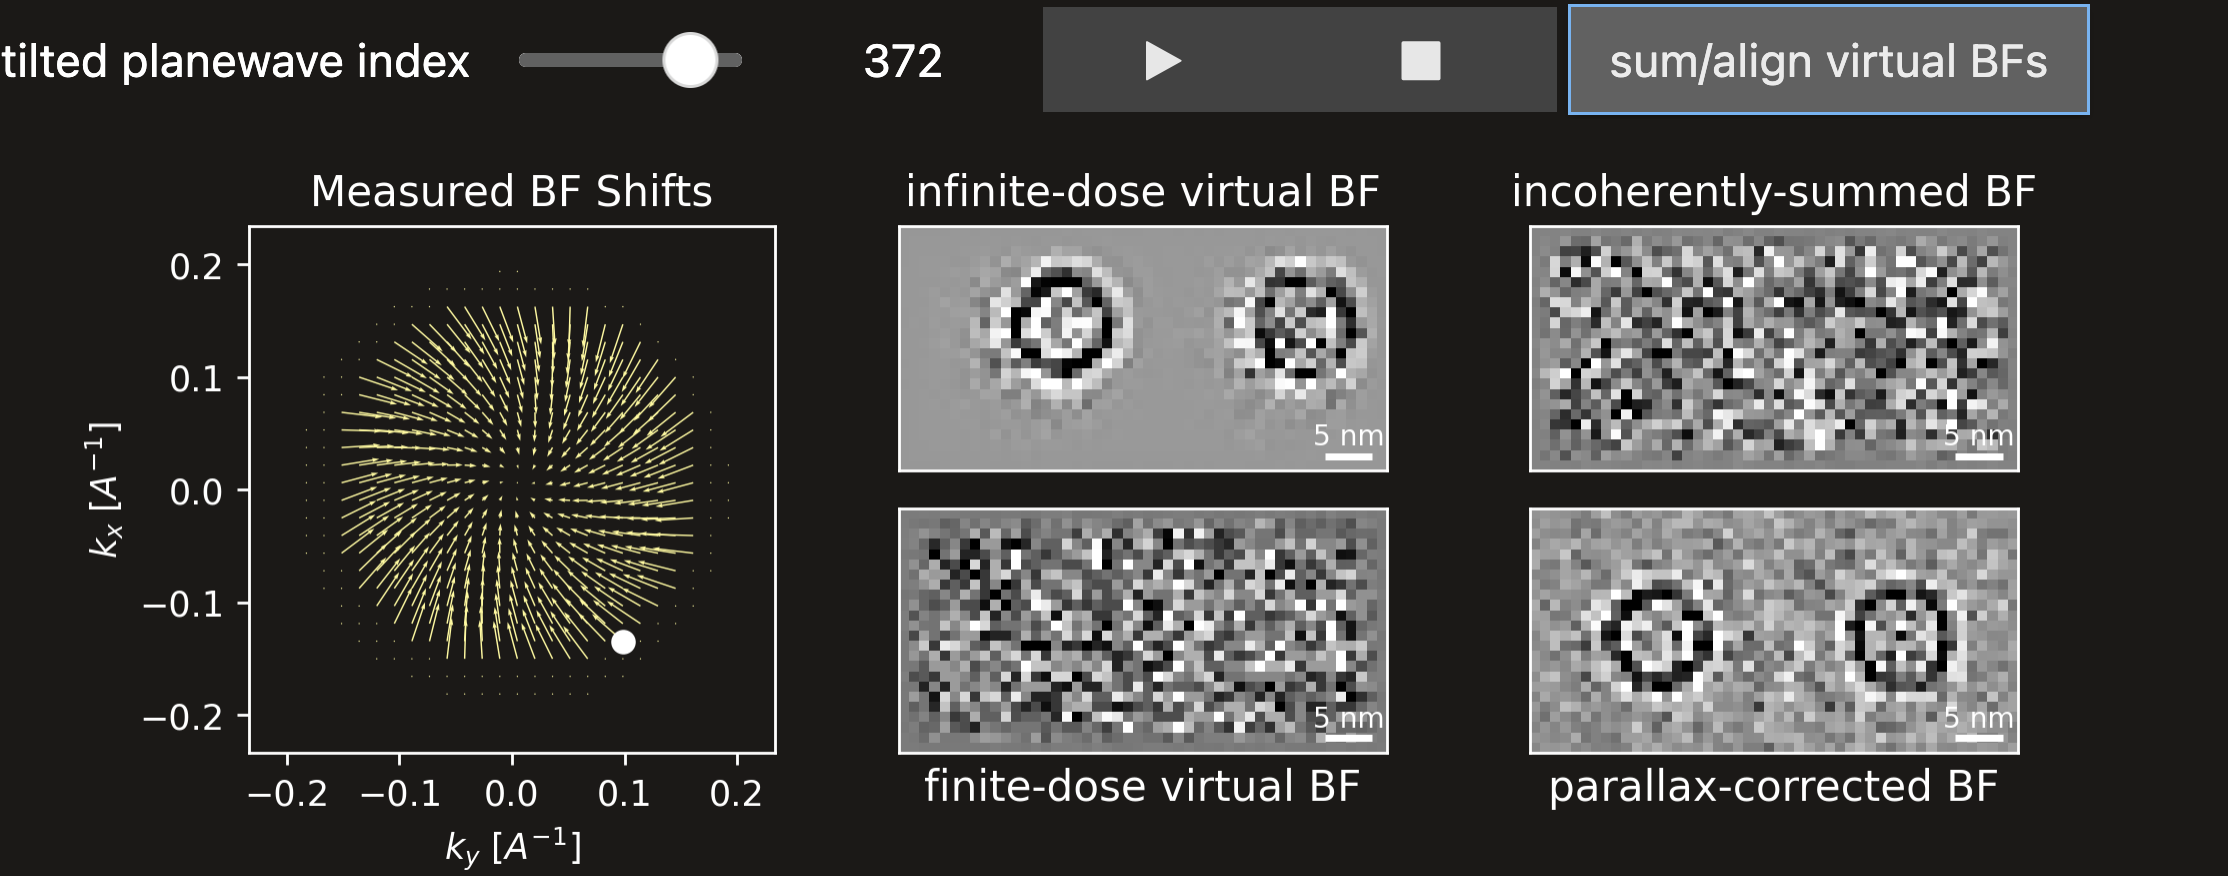 tilted planewave index 372 sum/align virtual BFs
Measured BF Shifts
0.2
0.1
0.0
−0.1
−0.2
k_x [A⁻¹]
−0.2 −0.1 0.0 0.1 0.2
k_y [A⁻¹]
infinite-dose virtual BF
5 nm
incoherently-summed BF
5 nm
5 nm
finite-dose virtual BF
5 nm
parallax-corrected BF